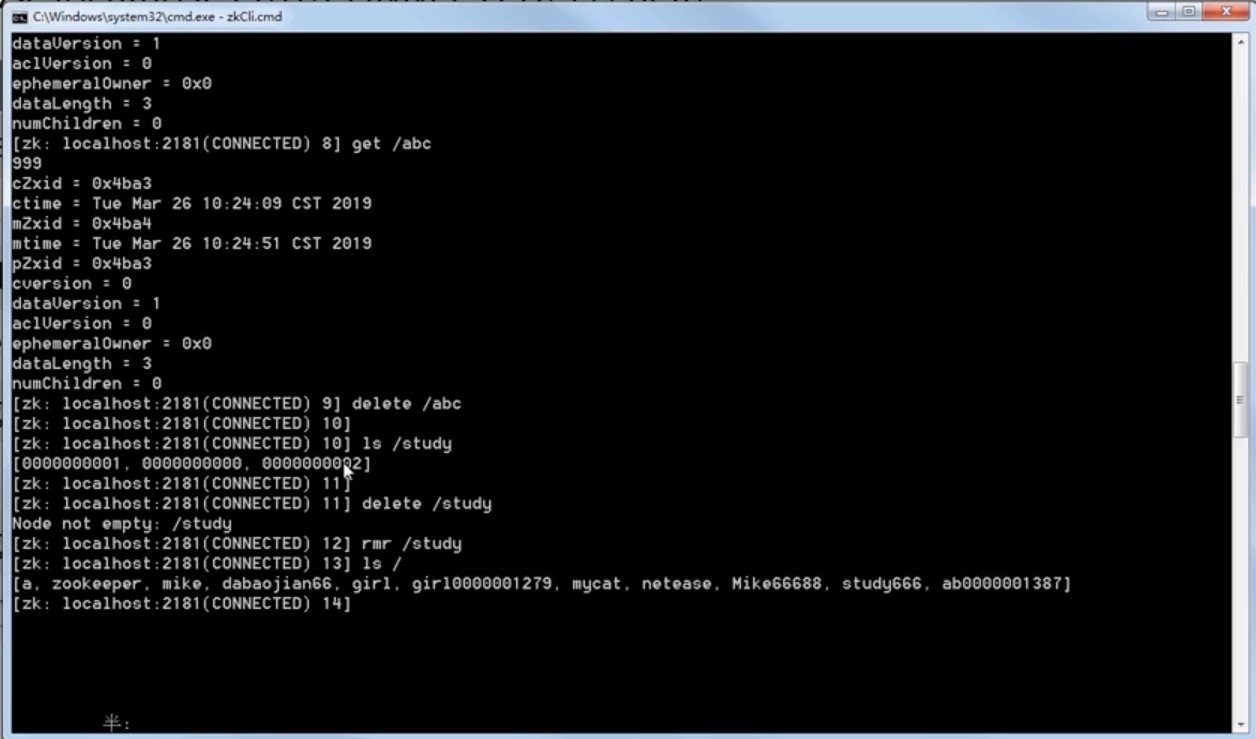 C:\Windows\system32\cmd.exe - zkCli.cmd
dataVersion = 1
aclVersion = 0
ephemeralOwner = 0x0
dataLength = 3
numChildren = 0
[zk: localhost:2181(CONNECTED) 8] get /abc
999
cZxid = 0x4ba3
ctime = Tue Mar 26 10:24:09 CST 2019
mZxid = 0x4ba4
mtime = Tue Mar 26 10:24:51 CST 2019
pZxid = 0x4ba3
cversion = 0
dataVersion = 1
aclVersion = 0
ephemeralOwner = 0x0
dataLength = 3
numChildren = 0
[zk: localhost:2181(CONNECTED) 9] delete /abc
[zk: localhost:2181(CONNECTED) 10]
[zk: localhost:2181(CONNECTED) 10] ls /study
[0000000001, 0000000000, 0000000002]
[zk: localhost:2181(CONNECTED) 11]
[zk: localhost:2181(CONNECTED) 11] delete /study
Node not empty: /study
[zk: localhost:2181(CONNECTED) 12] rmr /study
[zk: localhost:2181(CONNECTED) 13] ls /
[a, zookeeper, mike, dabaojian66, girl, girl0000001279, mycat, netease, Mike66688, study666, ab0000001387]
[zk: localhost:2181(CONNECTED) 14]
半: